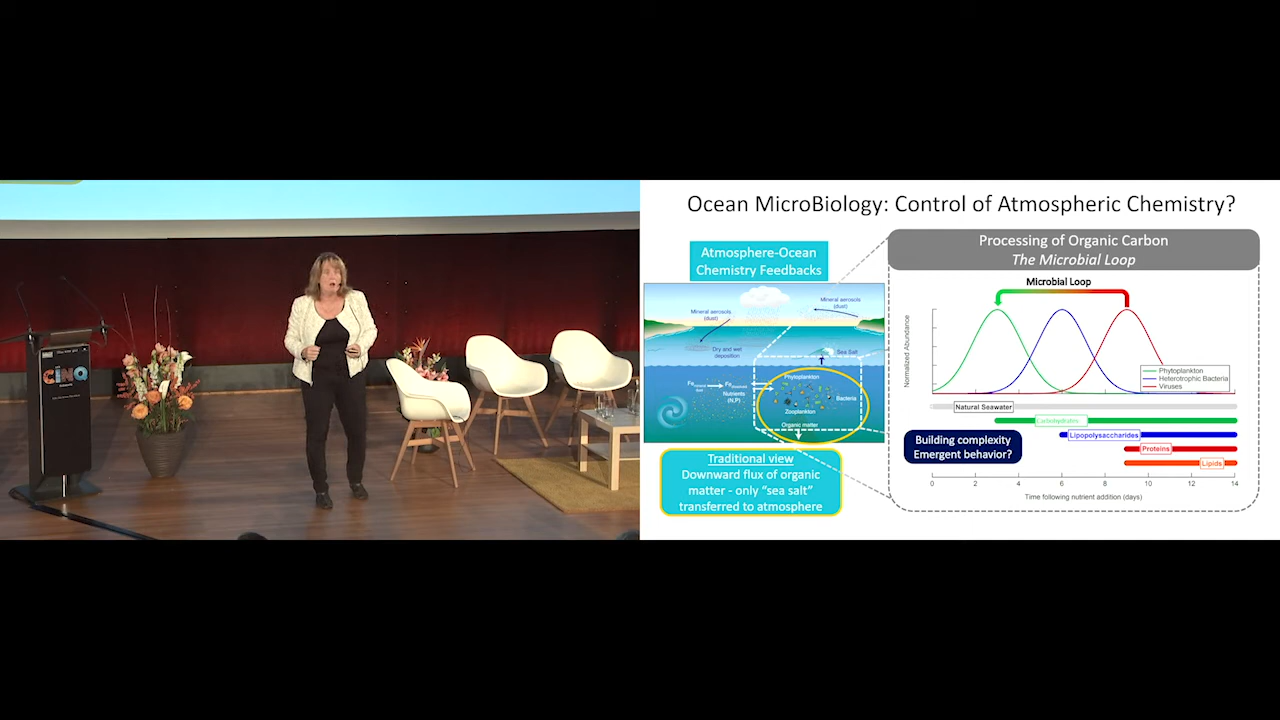 CINQ
Ocean MicroBiology: Control of Atmospheric Chemistry?
Atmosphere-Ocean
Chemistry Feedbacks
Mineral aerosols
(dust)
Mineral aerosols
(dust)
Dry and wet
deposition
Sea Salt
Phytoplankton
Nutrients
(N,P)
Bacteria
Zooplankton
Organic matter
Traditional view
Downward flux of organic
matter - only “sea salt”
transferred to atmosphere
Processing of Organic Carbon
The Microbial Loop
Microbial Loop
Normalized Abundance
Phytoplankton
Heterotrophic Bacteria
Viruses
Natural Seawater
Carbohydrates
Lipopolysaccharides
Proteins
Lipids
Building complexity
Emergent behavior?
0 2 4 6 8 10 12 14
Time following nutrient addition (days)